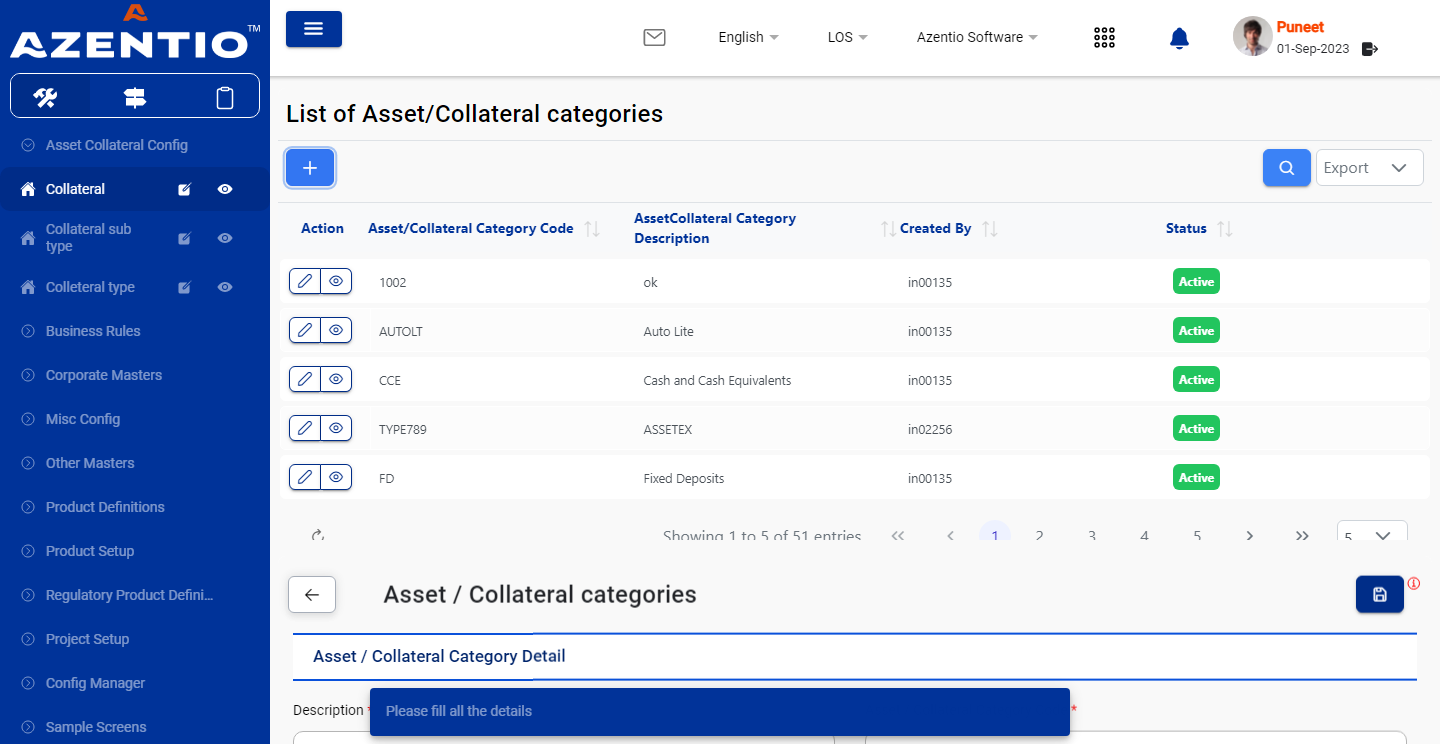 AZENTIO™
English
LOS
Azentio Software
Puneet
01-Sep-2023
Asset Collateral Config
Collateral
Collateral sub
type
Colleteral type
Business Rules
Corporate Masters
Misc Config
Other Masters
Product Definitions
Product Setup
Regulatory Product Defini...
Project Setup
Config Manager
Sample Screens
List of Asset/Collateral categories
Export
Action
Asset/Collateral Category Code
AssetCollateral Category
Description
Created By
Status
1002 ok in00135 Active
AUTOLT Auto Lite in00135 Active
CCE Cash and Cash Equivalents in00135 Active
TYPE789 ASSETEX in02256 Active
FD Fixed Deposits in00135 Active
Showing 1 to 5 of 51 entries
1 2 3 4 5
5
Asset / Collateral categories
Asset / Collateral Category Detail
Description *
*
Please fill all the details